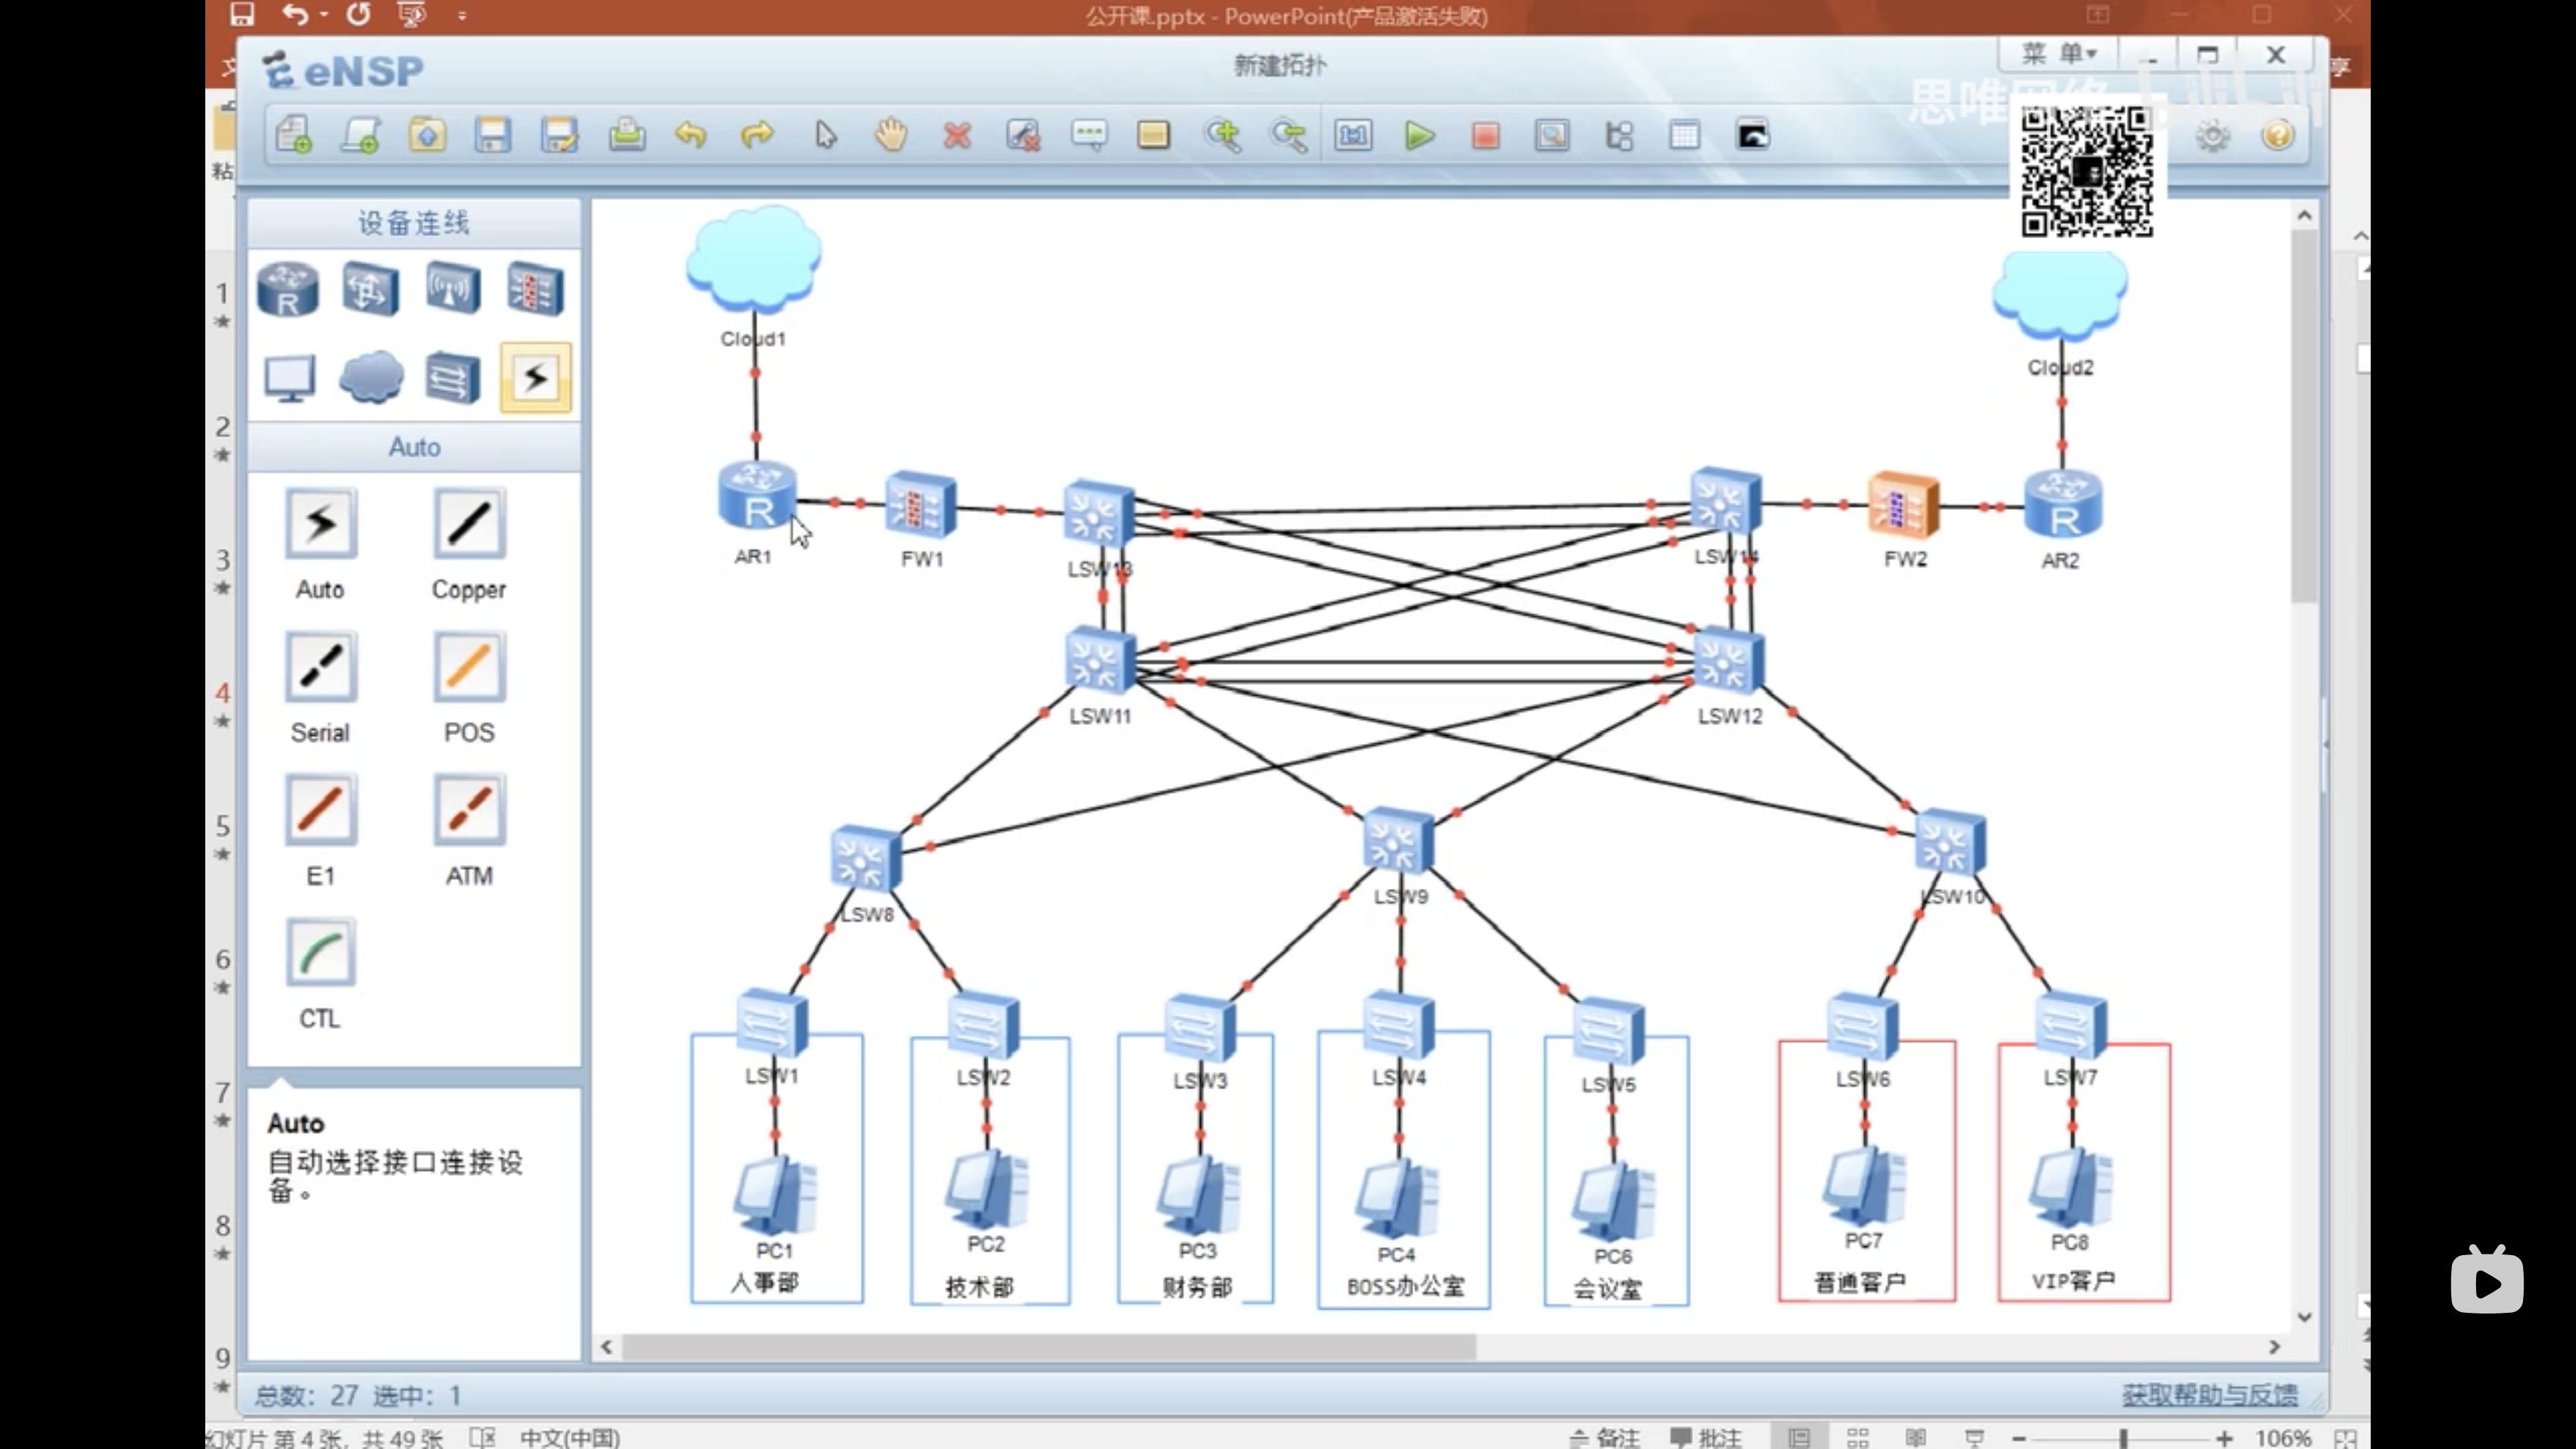 公开课.pptx - PowerPoint(产品激活失败)
eNSP
新建拓扑
菜 单
享
思唯网络
bilibili
粘
设备连线
Auto
Auto
Copper
Serial
POS
E1
ATM
CTL
Auto
自动选择接口连接设
备。
1
2
3
4
5
6
7
8
9
Cloud1
Cloud2
AR1
FW1
LSW13
LSW14
FW2
AR2
LSW11
LSW12
LSW8
LSW9
LSW10
LSW1
LSW2
LSW3
LSW4
LSW5
LSW6
LSW7
PC1
PC2
PC3
PC4
PC6
PC7
PC8
人事部
技术部
财务部
BOSS办公室
会议室
普通客户
VIP客户
总数: 27 选中: 1
获取帮助与反馈
幻灯片 第 4 张，共 49 张
中文(中国)
备注
批注
106%